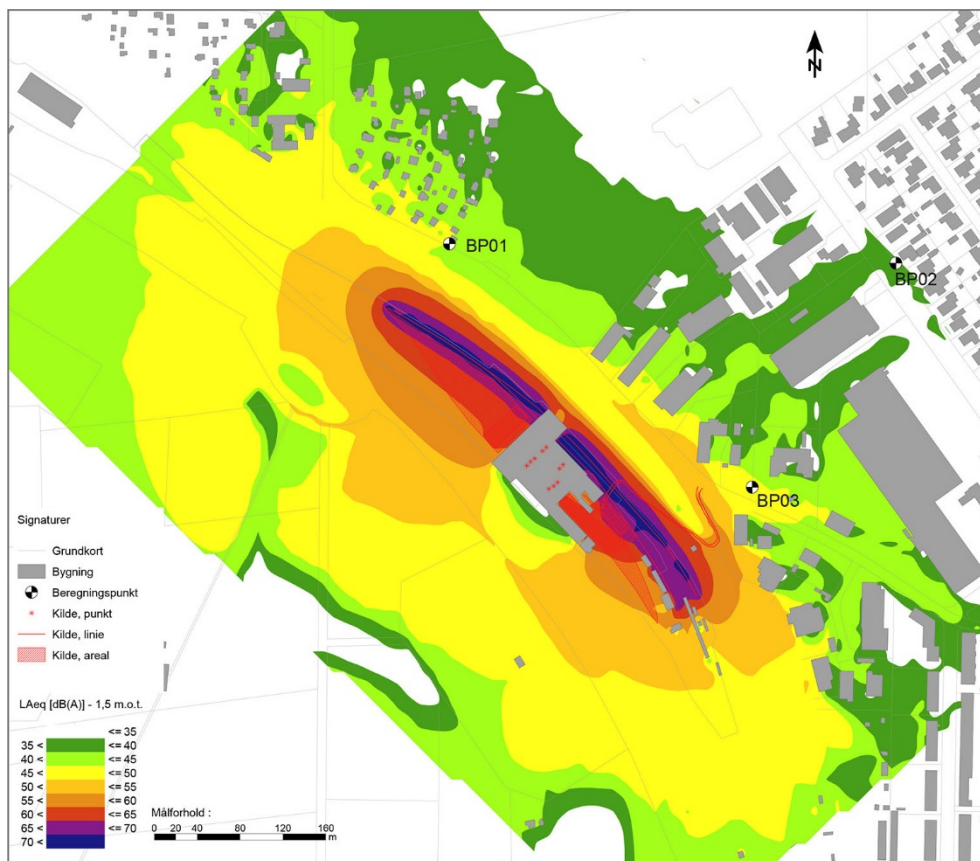 N
BP01
BP02
BP03
Signaturer
Grundkort
Bygning
Beregningspunkt
Kilde, punkt
Kilde, linie
Kilde, areal
LAeq [dB(A)] - 1,5 m.o.t.
<= 35
35 < <= 40
40 < <= 45
45 < <= 50
50 < <= 55
55 < <= 60
60 < <= 65
65 < <= 70
70 <
Målforhold :
0 20 40 80 120 160
m